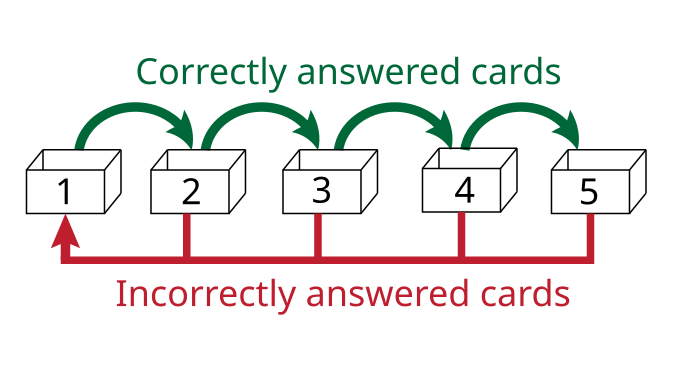 Correctly answered cards
1 2 3 4 5
Incorrectly answered cards